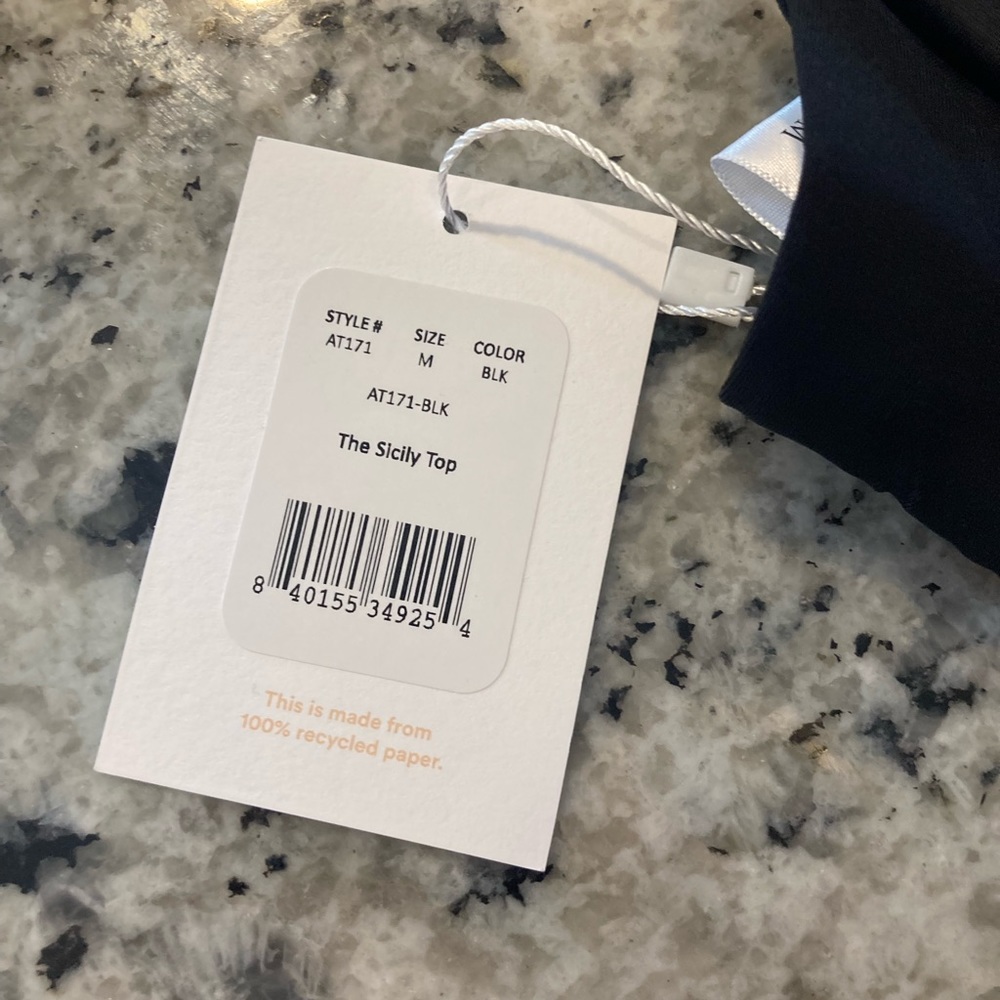 STYLE # SIZE COLOR
AT171 M BLK
AT171-BLK
The Sicily Top
8 40155 34925 4
This is made from
100% recycled paper.
M